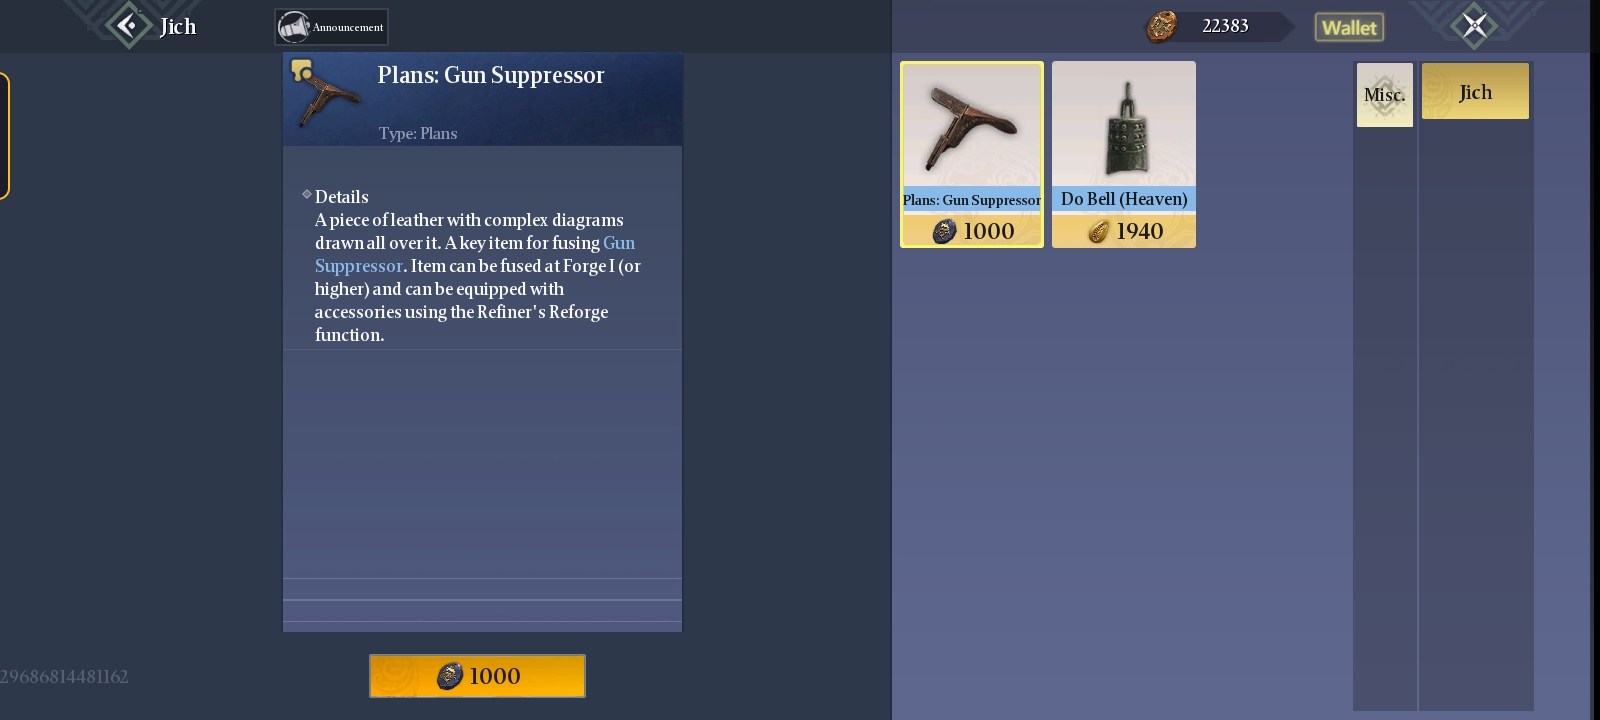 Jich
Announcement
22383
Wallet
Plans: Gun Suppressor
Type: Plans
Details
A piece of leather with complex diagrams
drawn all over it. A key item for fusing Gun
Suppressor. Item can be fused at Forge I (or
higher) and can be equipped with
accessories using the Refiner's Reforge
function.
1000
Plans: Gun Suppressor
1000
Do Bell (Heaven)
1940
Misc.
Jich
29686814481162